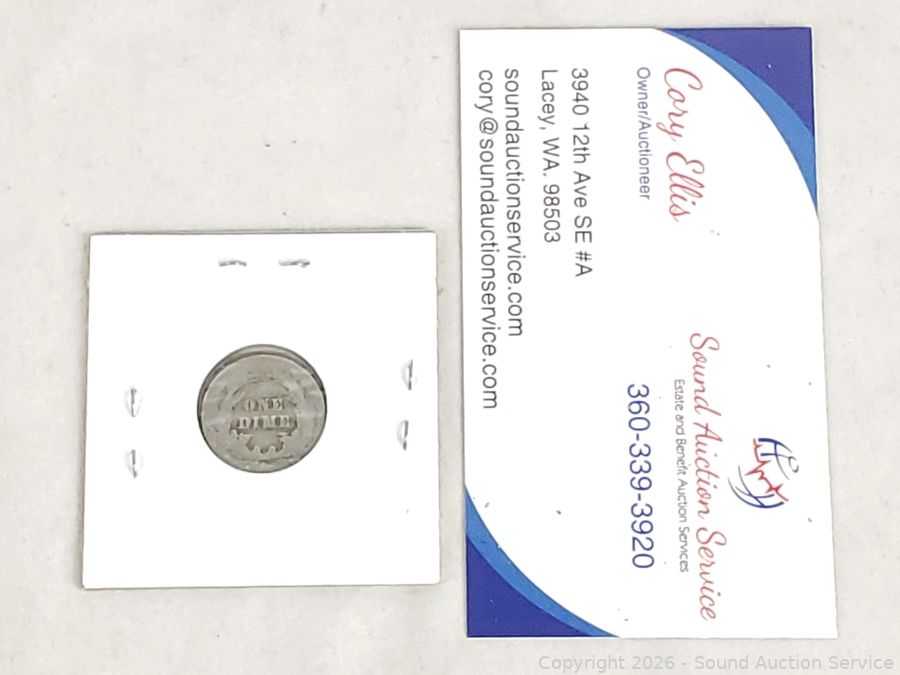 ONE
DIME
Cory Ellis
Owner/Auctioneer
3940 12th Ave SE #A
Lacey, WA. 98503
soundauctionservice.com
cory@soundauctionservice.com
Sound Auction Service
Estate and Benefit Auction Services
360-339-3920
Copyright 2026 - Sound Auction Service